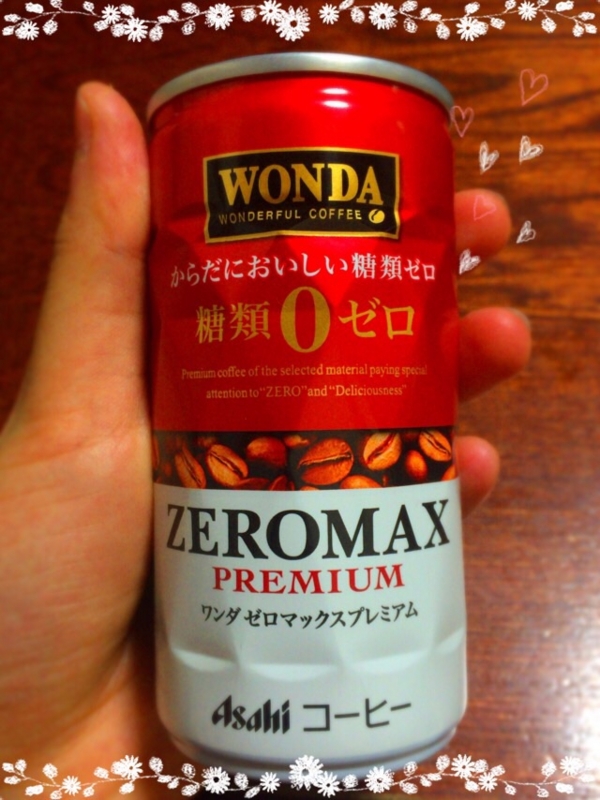 WONDA
WONDERFUL COFFEE
からだにおいしい糖類ゼロ
糖類0ゼロ
Premium coffee of the selected material paying special
attention to "ZERO" and "Deliciousness"
ZEROMAX
PREMIUM
ワンダ ゼロマックスプレミアム
Asahi コーヒー